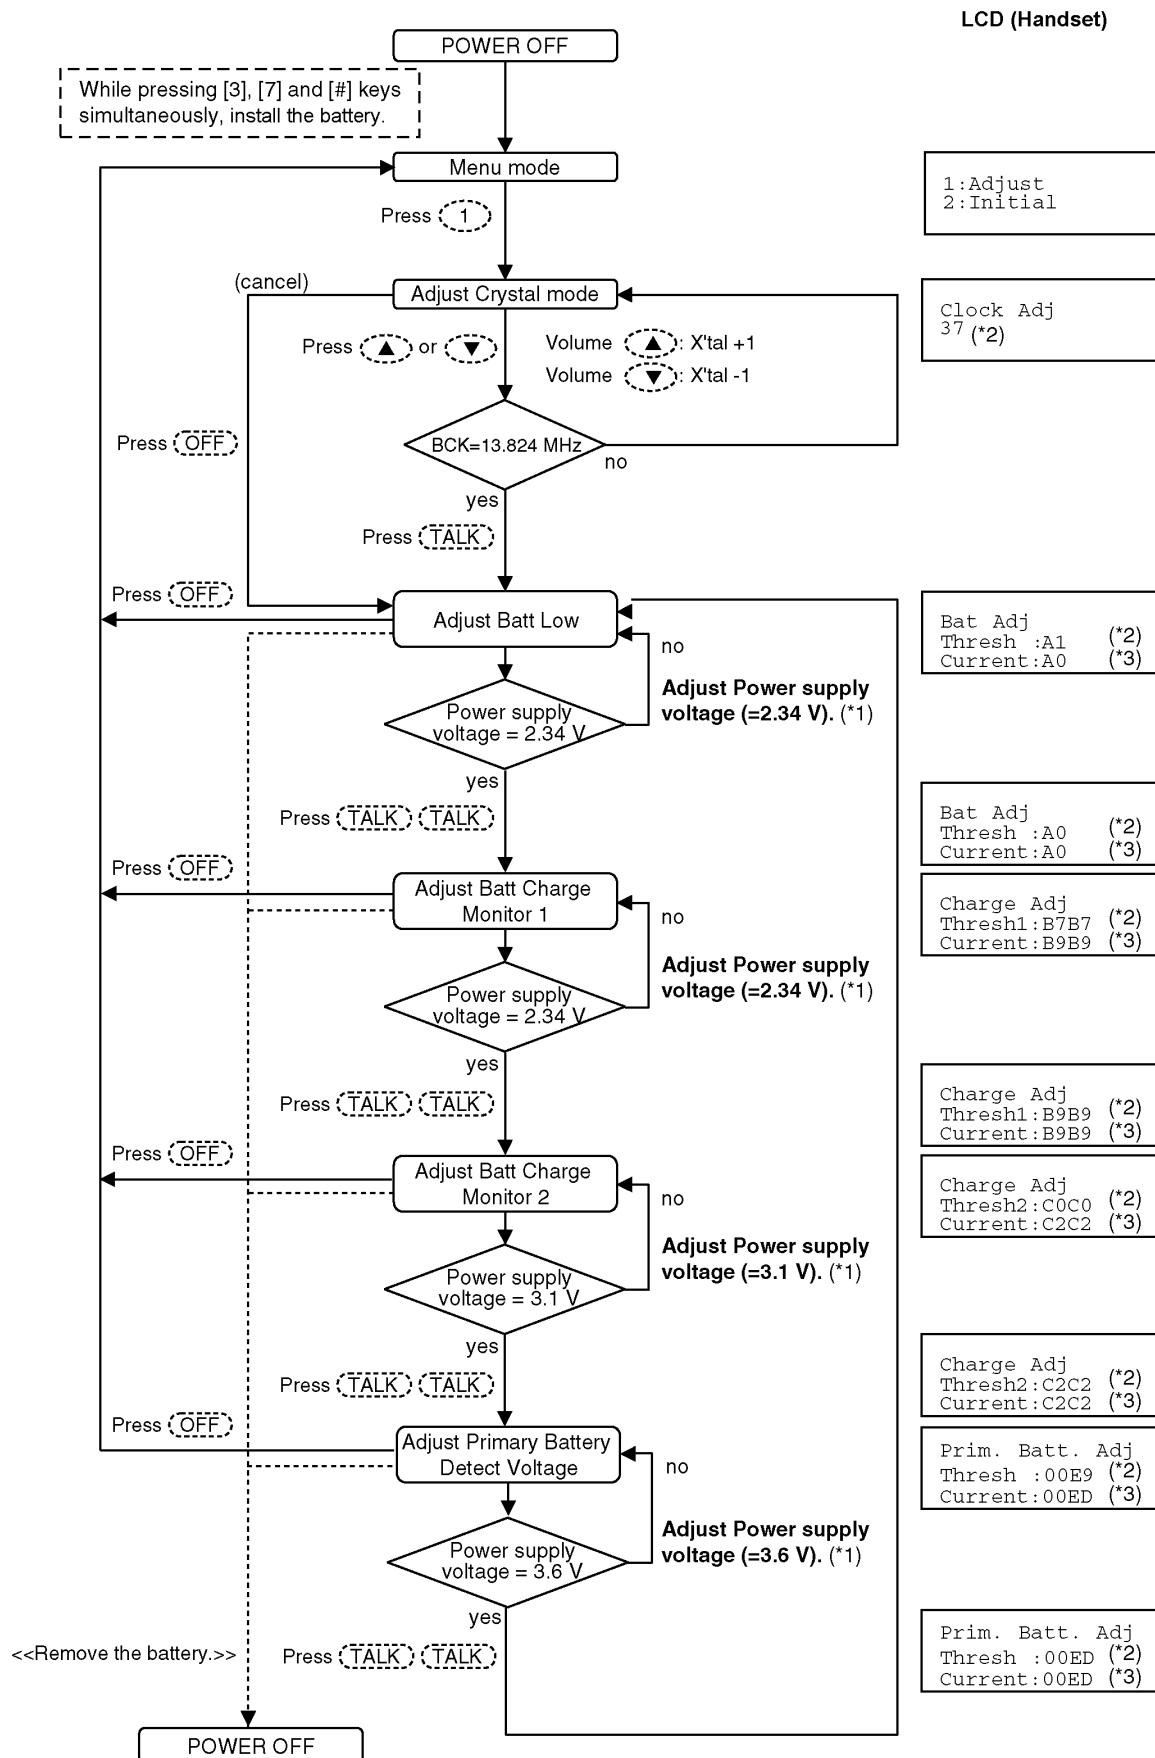 LCD (Handset)
POWER OFF
While pressing [3], [7] and [#] keys
simultaneously, install the battery.
Menu mode
1:Adjust
2:Initial
Press 1
(cancel)
Adjust Crystal mode
Clock Adj
37 (*2)
Press ▲ or ▼
Volume ▲ : X'tal +1
Volume ▼ : X'tal -1
Press OFF
BCK=13.824 MHz
no
yes
Press TALK
Press OFF
Adjust Batt Low
Bat Adj
Thresh :A1 (*2)
Current:A0 (*3)
no
Adjust Power supply
voltage (=2.34 V). (*1)
Power supply
voltage = 2.34 V
yes
Press TALK TALK
Bat Adj
Thresh :A0 (*2)
Current:A0 (*3)
Press OFF
Adjust Batt Charge
Monitor 1
Charge Adj
Thresh1:B7B7 (*2)
Current:B9B9 (*3)
no
Adjust Power supply
voltage (=2.34 V). (*1)
Power supply
voltage = 2.34 V
yes
Press TALK TALK
Charge Adj
Thresh1:B9B9 (*2)
Current:B9B9 (*3)
Press OFF
Adjust Batt Charge
Monitor 2
Charge Adj
Thresh2:C0C0 (*2)
Current:C2C2 (*3)
no
Adjust Power supply
voltage (=3.1 V). (*1)
Power supply
voltage = 3.1 V
yes
Press TALK TALK
Charge Adj
Thresh2:C2C2 (*2)
Current:C2C2 (*3)
Press OFF
Adjust Primary Battery
Detect Voltage
Prim. Batt. Adj
Thresh :00E9 (*2)
Current:00ED (*3)
no
Adjust Power supply
voltage (=3.6 V). (*1)
Power supply
voltage = 3.6 V
yes
<<Remove the battery.>>
Press TALK TALK
Prim. Batt. Adj
Thresh :00ED (*2)
Current:00ED (*3)
POWER OFF